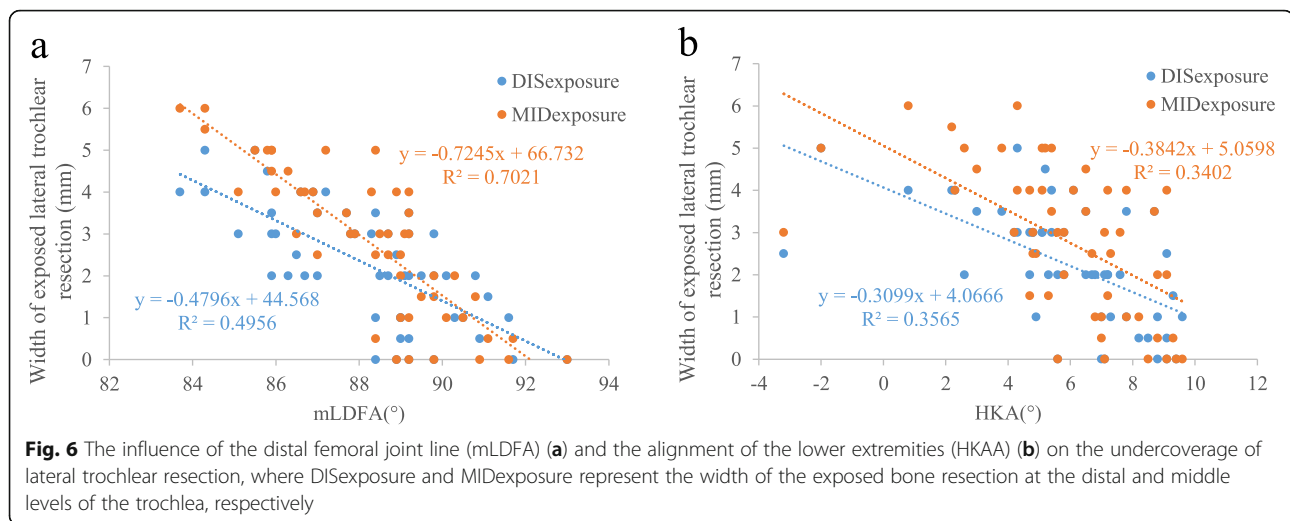 a
7
6
5
4
3
2
1
0
Width of exposed lateral trochlear
resection (mm)
DISexposure
MIDexposure
y = -0.7245x + 66.732
R² = 0.7021
y = -0.4796x + 44.568
R² = 0.4956
82 84 86 88 90 92 94
mLDFA(°)
b
7
6
5
4
3
2
1
0
Width of exposed lateral trochlear
resection (mm)
DISexposure
MIDexposure
y = -0.3842x + 5.0598
R² = 0.3402
y = -0.3099x + 4.0666
R² = 0.3565
-4 -2 0 2 4 6 8 10 12
HKA(°)
Fig. 6 The influence of the distal femoral joint line (mLDFA) (a) and the alignment of the lower extremities (HKAA) (b) on the undercoverage of
lateral trochlear resection, where DISexposure and MIDexposure represent the width of the exposed bone resection at the distal and middle
levels of the trochlea, respectively